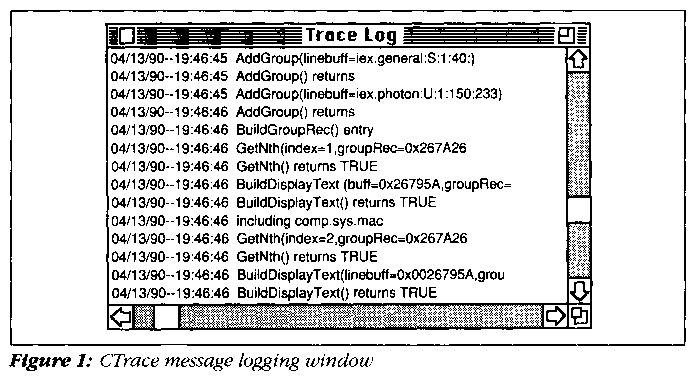 Trace Log
04/13/90--19:46:45 AddGroup(linebuff=iex.general:S:1:40:)
04/13/90--19:46:45 AddGroup() returns
04/13/90--19:46:45 AddGroup(linebuff=iex.photon:U:1:150:233)
04/13/90--19:46:46 AddGroup() returns
04/13/90--19:46:46 BuildGroupRec() entry
04/13/90--19:46:46 GetNth(index=1,groupRec=0x267A26
04/13/90--19:46:46 GetNth() returns TRUE
04/13/90--19:46:46 BuildDisplayText (buff=0x26795A,groupRec=
04/13/90--19:46:46 BuildDisplayText() returns TRUE
04/13/90--19:46:46 including comp.sys.mac
04/13/90--19:46:46 GetNth(index=2,groupRec=0x267A26
04/13/90--19:46:46 GetNth() returns TRUE
04/13/90--19:46:46 BuildDisplayText(linebuff=0x0026795A,grou
04/13/90--19:46:46 BuildDisplayText() returns TRUE
Figure 1: CTrace message logging window